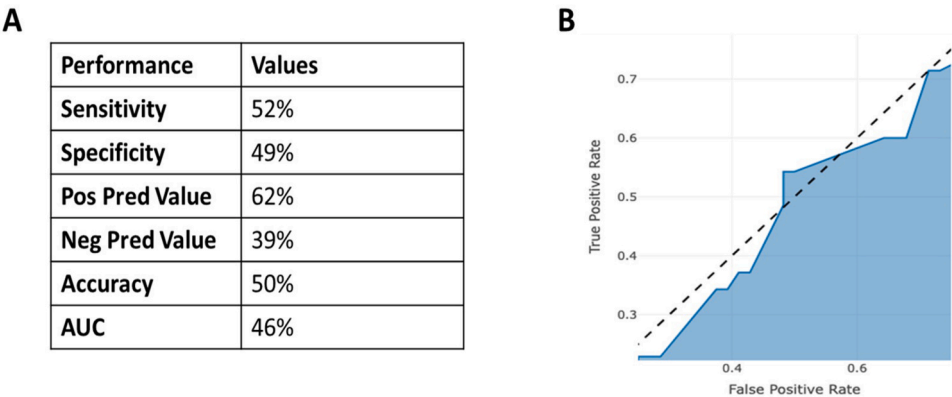 A
Performance Values
Sensitivity 52%
Specificity 49%
Pos Pred Value 62%
Neg Pred Value 39%
Accuracy 50%
AUC 46%
B
0.7
0.6
0.5
0.4
0.3
True Positive Rate
0.4 0.6
False Positive Rate